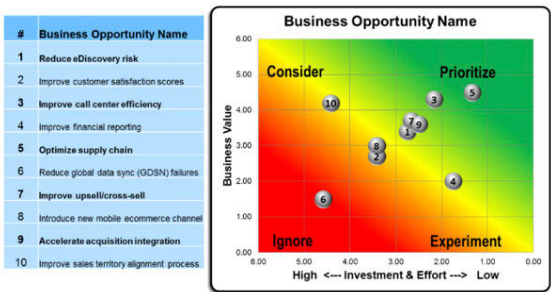 # Business Opportunity Name
1 Reduce eDiscovery risk
2 Improve customer satisfaction scores
3 Improve call center efficiency
4 Improve financial reporting
5 Optimize supply chain
6 Reduce global data sync (GDSN) failures
7 Improve upsell/cross-sell
8 Introduce new mobile ecommerce channel
9 Accelerate acquisition integration
10 Improve sales territory alignment process
Business Opportunity Name
6.00
5.00
4.00
3.00
2.00
1.00
0.00
Business Value
Consider
Prioritize
5
3
10
7
9
1
8
2
4
6
Ignore
Experiment
6.00 5.00 4.00 3.00 2.00 1.00 0.00
High <--- Investment & Effort ---> Low